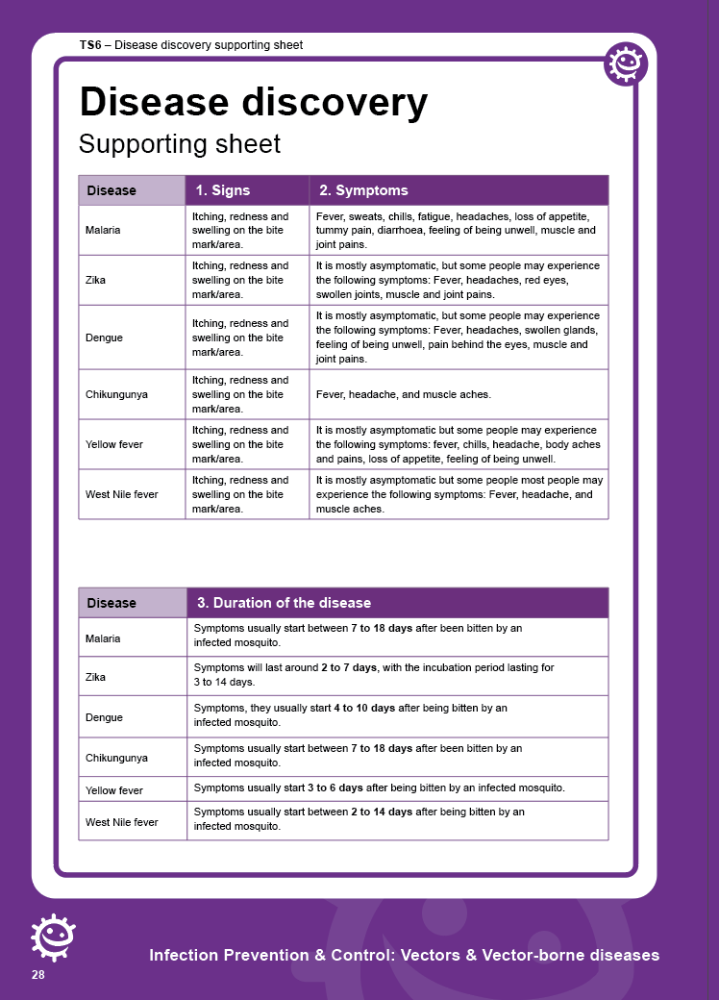 TS6 – Disease discovery supporting sheet
Disease discovery
Supporting sheet
Disease 1. Signs 2. Symptoms
Malaria
Itching, redness and
swelling on the bite
mark/area.
Fever, sweats, chills, fatigue, headaches, loss of appetite,
tummy pain, diarrhoea, feeling of being unwell, muscle and
joint pains.
Zika
Itching, redness and
swelling on the bite
mark/area.
It is mostly asymptomatic, but some people may experience
the following symptoms: Fever, headaches, red eyes,
swollen joints, muscle and joint pains.
Dengue
Itching, redness and
swelling on the bite
mark/area.
It is mostly asymptomatic, but some people may experience
the following symptoms: Fever, headaches, swollen glands,
feeling of being unwell, pain behind the eyes, muscle and
joint pains.
Chikungunya
Itching, redness and
swelling on the bite
mark/area.
Fever, headache, and muscle aches.
Yellow fever
Itching, redness and
swelling on the bite
mark/area.
It is mostly asymptomatic but some people may experience
the following symptoms: fever, chills, headache, body aches
and pains, loss of appetite, feeling of being unwell.
West Nile fever
Itching, redness and
swelling on the bite
mark/area.
It is mostly asymptomatic but some people most people may
experience the following symptoms: Fever, headache, and
muscle aches.
Disease 3. Duration of the disease
Malaria
Symptoms usually start between 7 to 18 days after been bitten by an
infected mosquito.
Zika
Symptoms will last around 2 to 7 days, with the incubation period lasting for
3 to 14 days.
Dengue
Symptoms, they usually start 4 to 10 days after being bitten by an
infected mosquito.
Chikungunya
Symptoms usually start between 7 to 18 days after been bitten by an
infected mosquito.
Yellow fever
Symptoms usually start 3 to 6 days after being bitten by an infected mosquito.
West Nile fever
Symptoms usually start between 2 to 14 days after being bitten by an
infected mosquito.
Infection Prevention & Control: Vectors & Vector-borne diseases
28